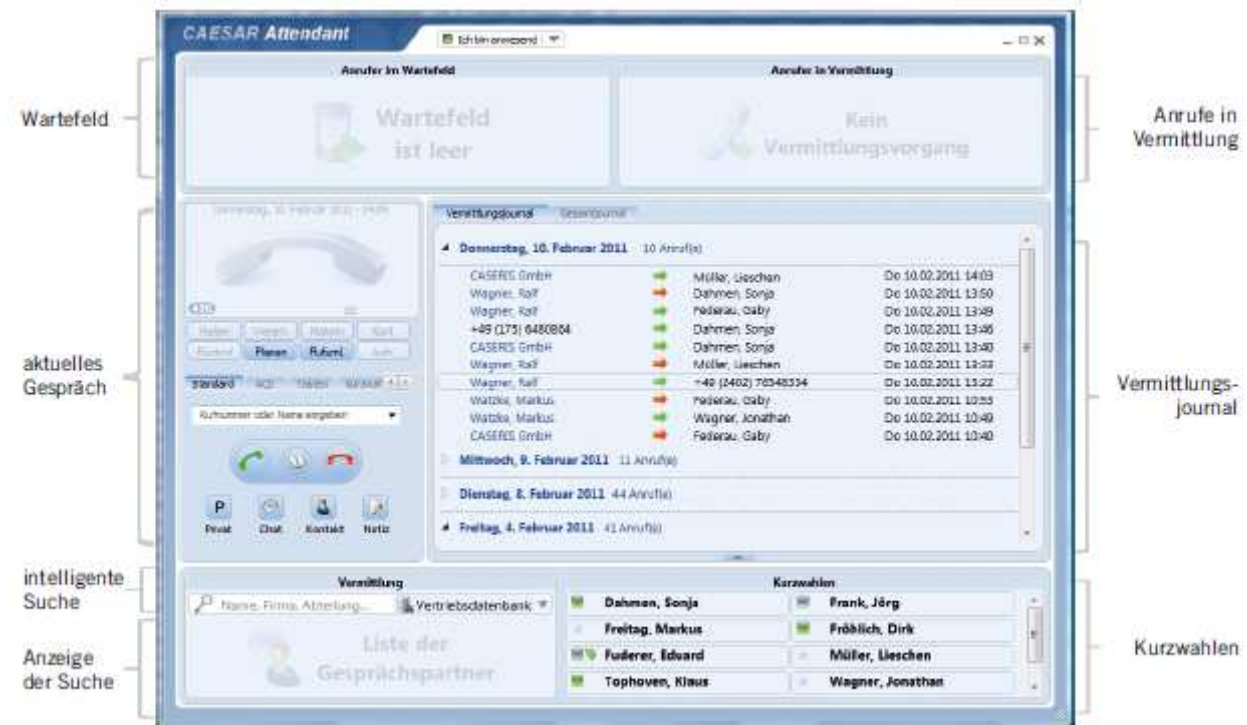 CAESAR Attendant
Ich bin anwesend
Wartefeld
Anrufer im Wartefeld
Wartefeld
ist leer
Anrufer in Vermittlung
Kein
Vermittlungsvorgang
Anrufe in
Vermittlung
aktuelles
Gespräch
Planen
Rufuml.
Standard
Rufnummer oder Name eingeben
P
Privat
Chat
Kontakt
Notiz
Vermittlungsjournal
Gesamtjournal
Donnerstag, 10. Februar 2011 10 Anruf(e)
CASERIS GmbH Müller, Lieschen Do 10.02.2011 14:03
Wagner, Ralf Dahmen, Sonja Do 10.02.2011 13:50
Wagner, Ralf Federau, Gaby Do 10.02.2011 13:49
+49 (175) 6480864 Dahmen, Sonja Do 10.02.2011 13:46
CASERIS GmbH Dahmen, Sonja Do 10.02.2011 13:40
Wagner, Ralf Müller, Lieschen Do 10.02.2011 13:33
Wagner, Ralf +49 (2402) 76548334 Do 10.02.2011 13:22
Watzke, Markus Federau, Gaby Do 10.02.2011 10:53
Watzke, Markus Wagner, Jonathan Do 10.02.2011 10:49
CASERIS GmbH Federau, Gaby Do 10.02.2011 10:40
Mittwoch, 9. Februar 2011 11 Anruf(e)
Dienstag, 8. Februar 2011 44 Anruf(e)
Freitag, 4. Februar 2011 41 Anruf(e)
Vermittlungs-
journal
intelligente
Suche
Anzeige
der Suche
Vermittlung
Name, Firma, Abteilung...
Vertriebsdatenbank
Liste der
Gesprächspartner
Kurzwahlen
Dahmen, Sonja Frank, Jörg
Freitag, Markus Fröhlich, Dirk
Fuderer, Eduard Müller, Lieschen
Tophoven, Klaus Wagner, Jonathan
Kurzwahlen